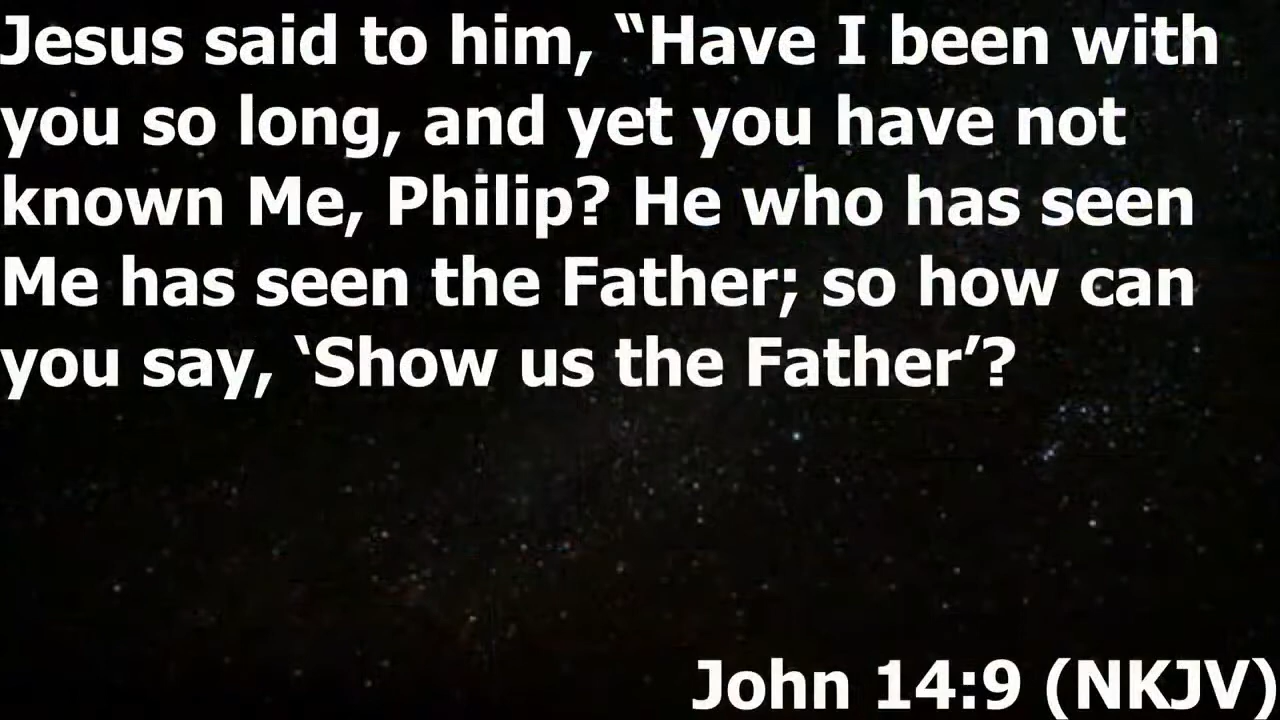 Jesus said to him, “Have I been with
you so long, and yet you have not
known Me, Philip? He who has seen
Me has seen the Father; so how can
you say, ‘Show us the Father’?
John 14:9 (NKJV)